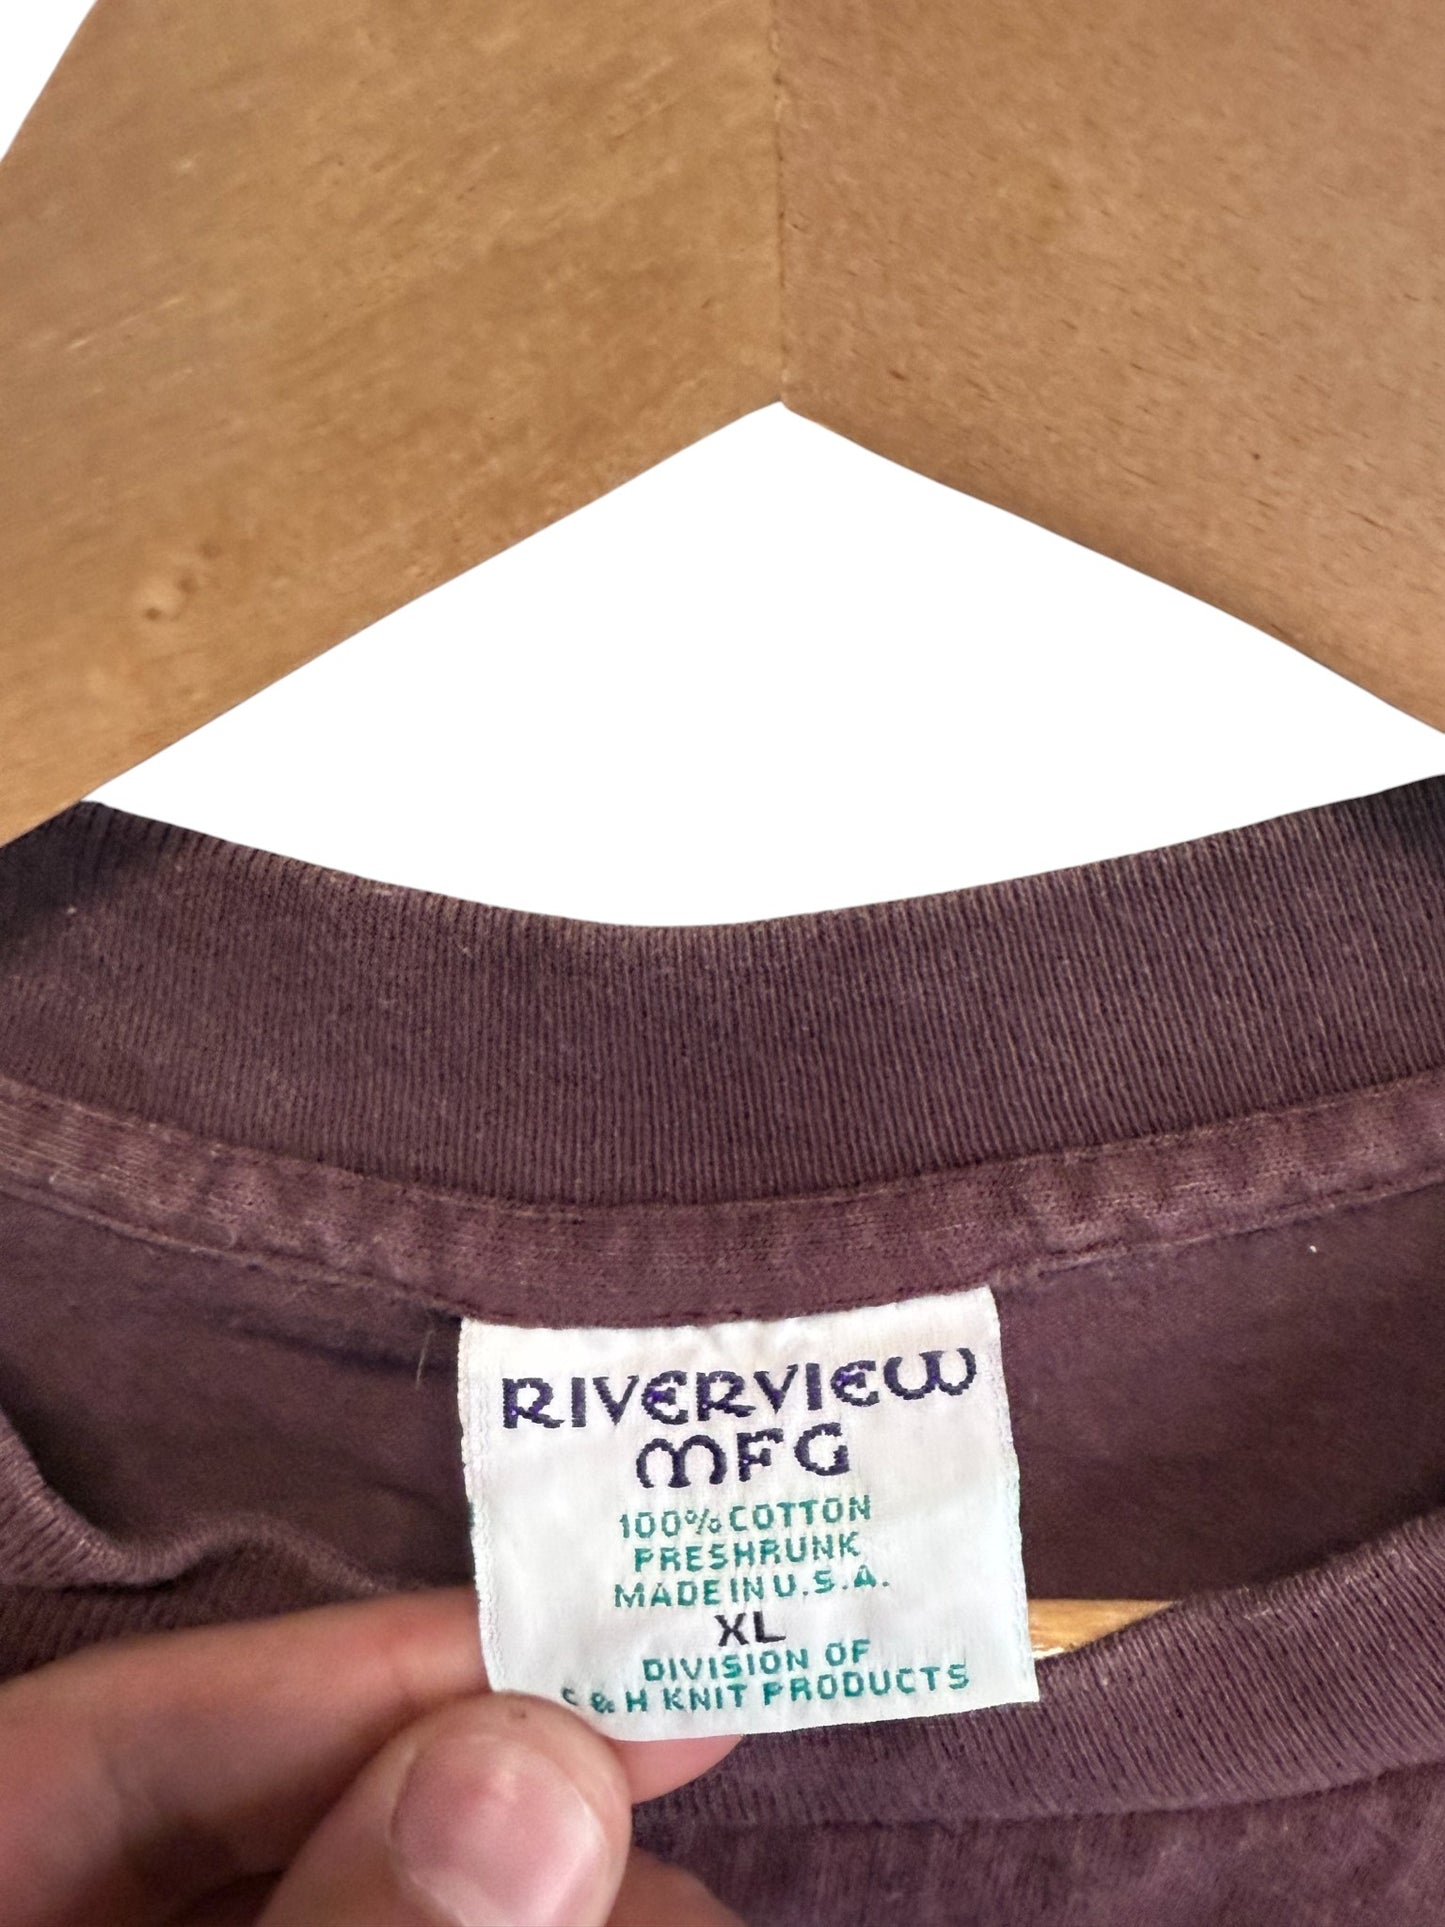 RIVERVIEW
MFG
100% COTTON
PRESHRUNK
MADE IN U.S.A.
XL
DIVISION OF
& H KNIT PRODUCTS